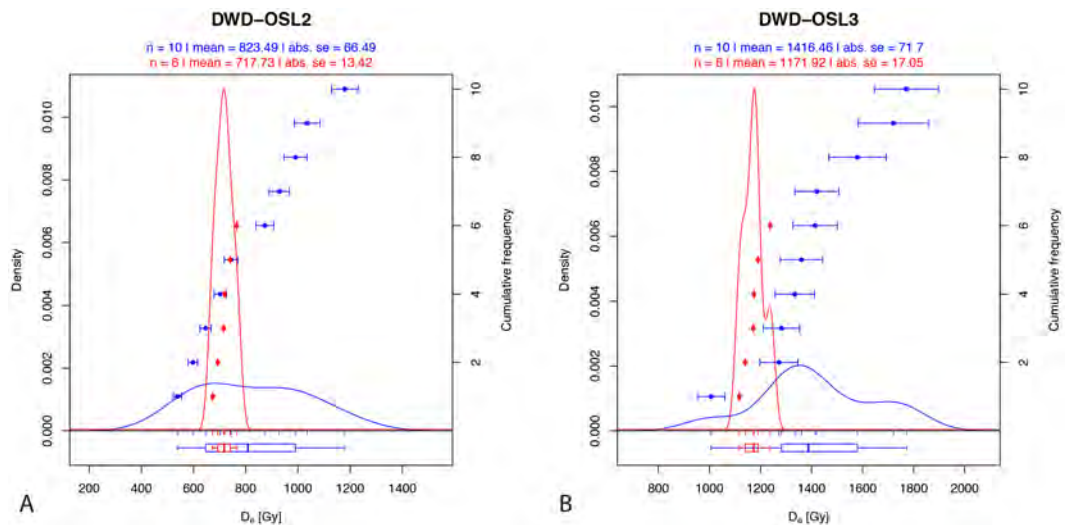 DWD–OSL2
n = 10 | mean = 823.49 | abs. se = 66.49
n = 6 | mean = 717.73 | abs. se = 13.42
Density
0.000 0.002 0.004 0.006 0.008 0.010
Cumulative frequency
2 4 6 8 10
200 400 600 800 1000 1200 1400
De [Gy]
A
DWD–OSL3
n = 10 | mean = 1416.46 | abs. se = 71.7
n = 6 | mean = 1171.92 | abs. se = 17.05
Density
0.000 0.002 0.004 0.006 0.008 0.010
Cumulative frequency
2 4 6 8 10
800 1000 1200 1400 1600 1800 2000
De [Gy]
B